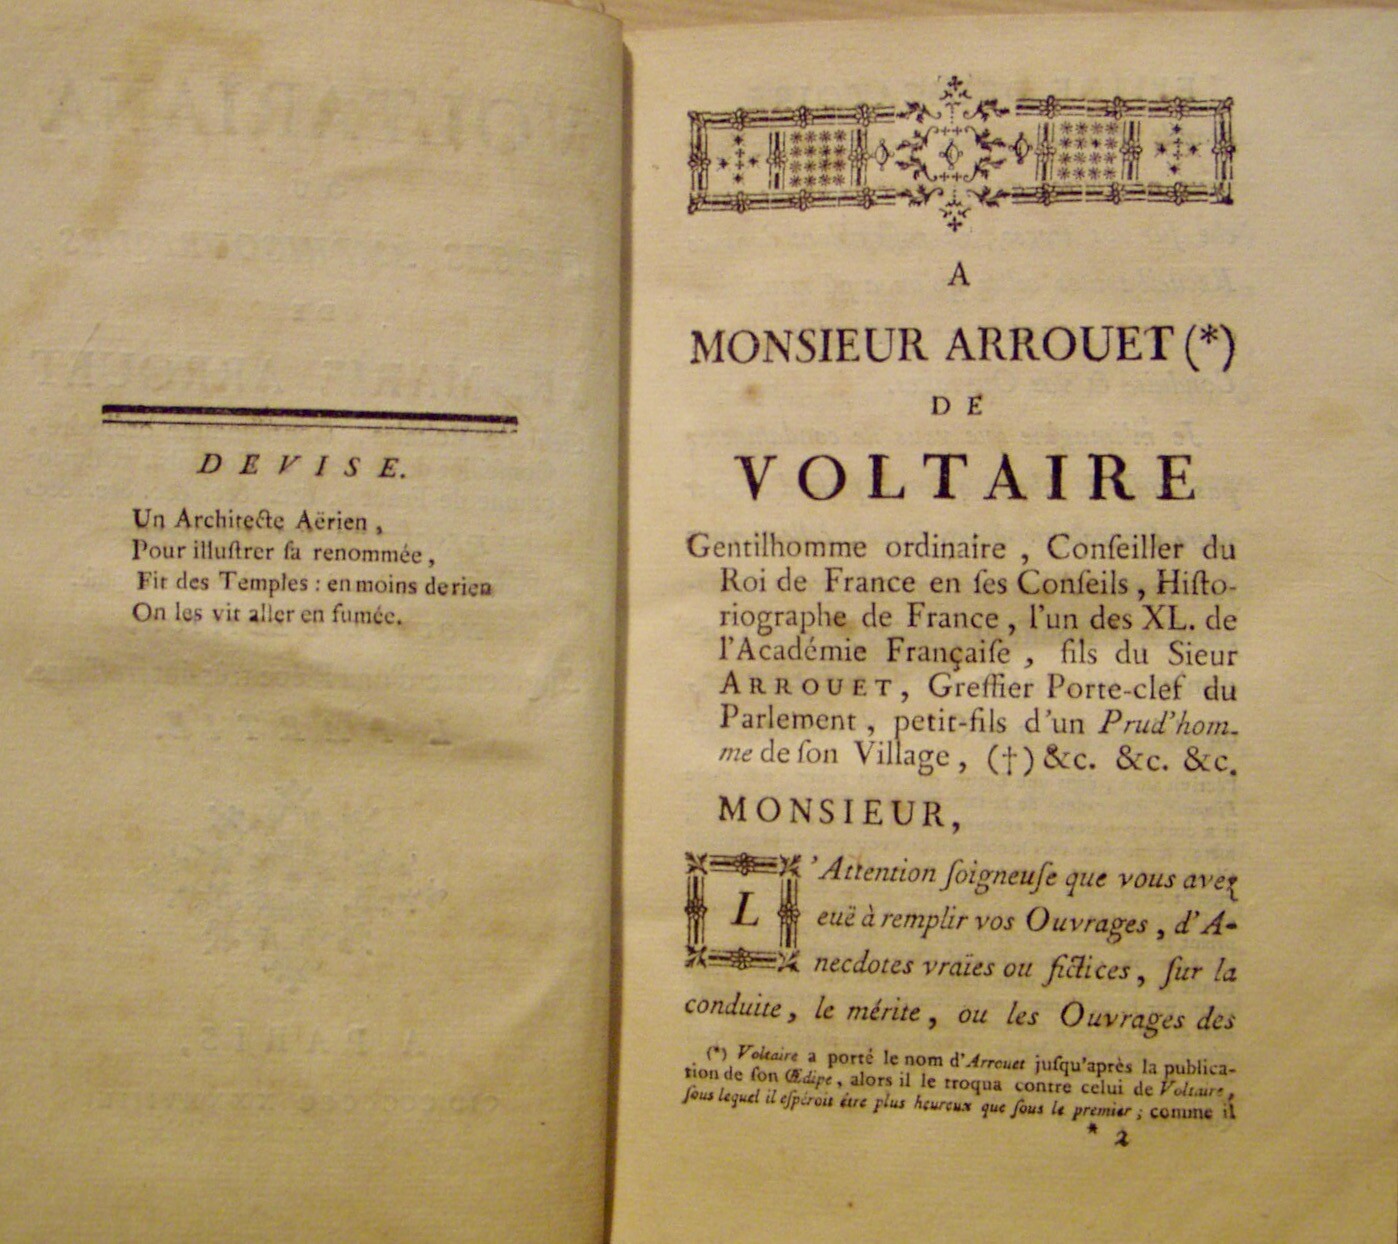 DEVISE.
Un Architecte Aërien,
Pour illuſtrer ſa renommée,
Fit des Temples : en moins de rien
On les vit aller en fumée.
A
MONSIEUR ARROUET (*)
DE
VOLTAIRE
Gentilhomme ordinaire, Conſeiller du
Roi de France en ſes Conſeils, Hiſto-
riographe de France, l'un des XL. de
l'Académie Françaiſe, fils du Sieur
ARROUET, Greffier Porte-clef du
Parlement, petit-fils d'un Prud'hom-
me de ſon Village, (†) &c. &c. &c.
MONSIEUR,
L'Attention ſoigneuſe que vous avez
euë à remplir vos Ouvrages, d'A-
necdotes vraïes ou fictices, ſur la
conduite, le mérite, ou les Ouvrages des
(*) Voltaire a porté le nom d'Arrouet juſqu'après la publica-
tion de ſon Œdipe, alors il le troqua contre celui de Voltaire,
ſous lequel il eſpéroit être plus heureux que ſous le premier; comme il
* 2